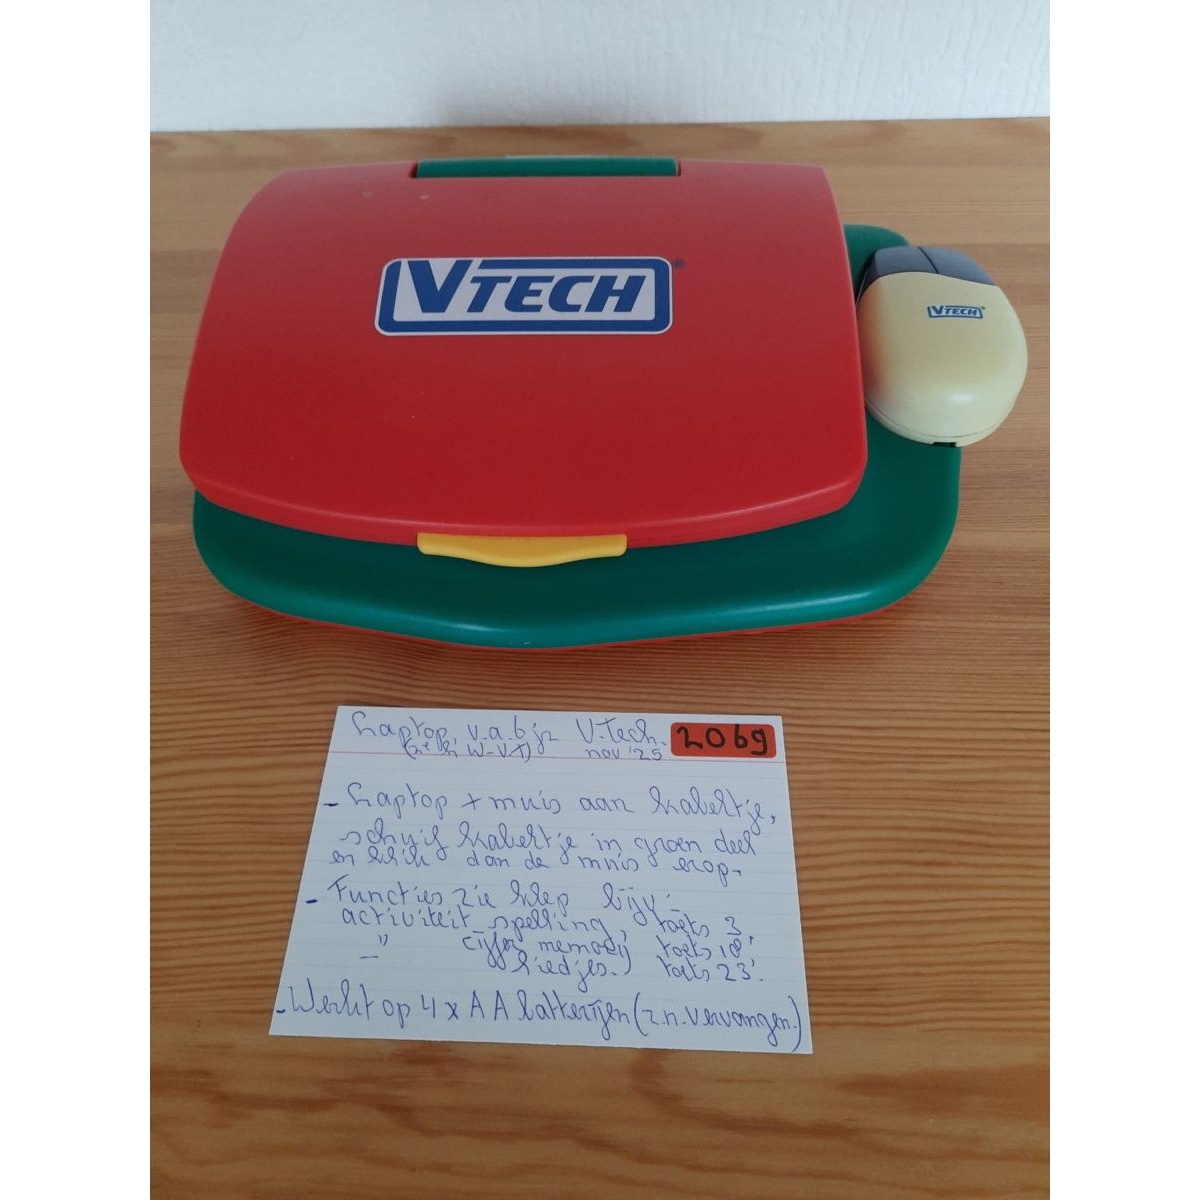 VTECH®
VTECH®
Laptop, v.a. 6 jr V-Tech. 2069
nov '25
- Laptop + muis aan kabeltje,
schuif kabeltje in groen deel
en klik dan de muis erop.
- Functies zie klep bijv:
activiteit spelling, toets 3,
—"— cijfer memory toets 18,
liedjes. toets 23.
- Werkt op 4 x AA batterijen (z.n. vervangen.)